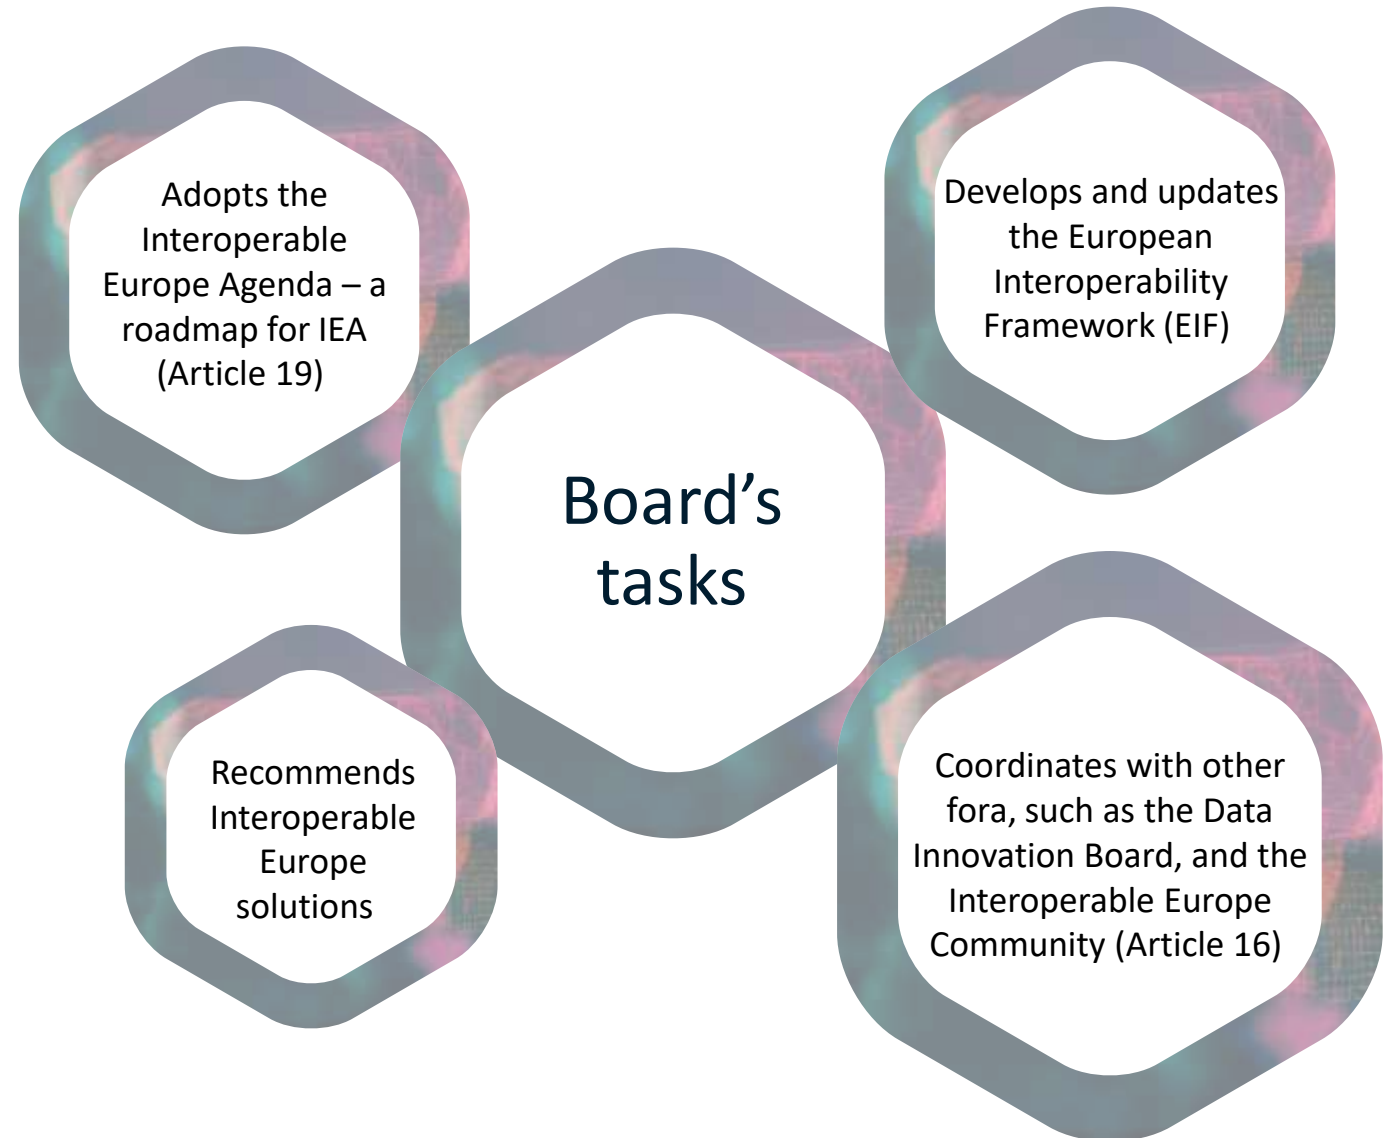 Adopts the
Interoperable
Europe Agenda – a
roadmap for IEA
(Article 19)
Develops and updates
the European
Interoperability
Framework (EIF)
Board’s
tasks
Recommends
Interoperable
Europe
solutions
Coordinates with other
fora, such as the Data
Innovation Board, and the
Interoperable Europe
Community (Article 16)